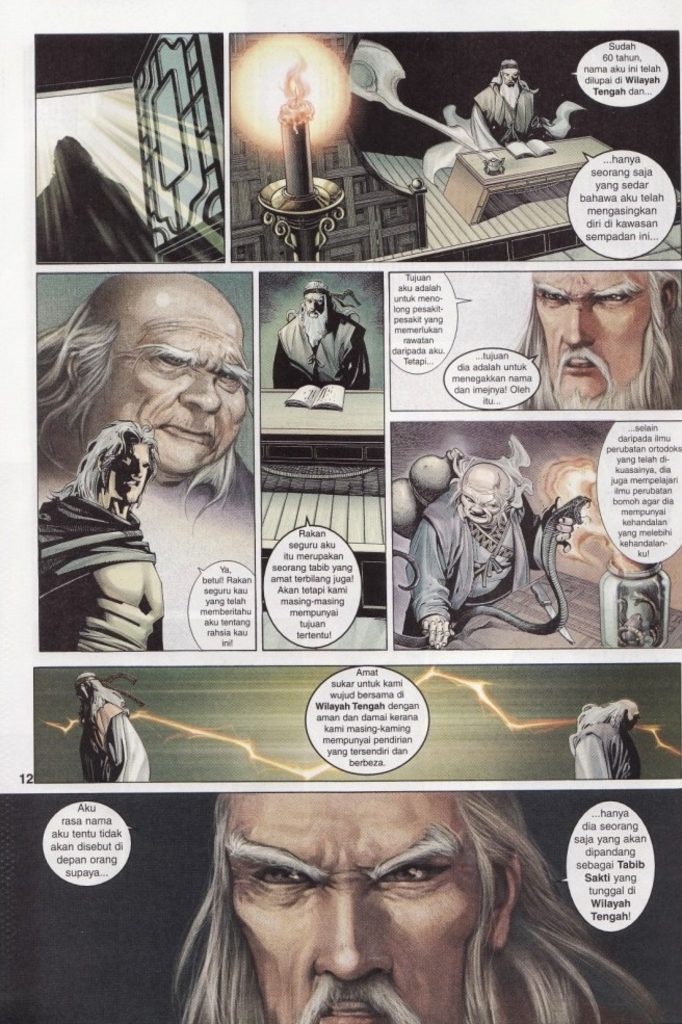 Sudah
60 tahun,
nama aku ini telah
dilupai di Wilayah
Tengah dan...
...hanya
seorang saja
yang sedar
bahawa aku telah
mengasingkan
diri di kawasan
sempadan ini...
Ya,
betul! Rakan
seguru kau
yang telah
memberitahu
aku tentang
rahsia kau
ini!
Rakan
seguru aku
itu merupakan
seorang tabib yang
amat terbilang juga!
Akan tetapi kami
masing-masing
mempunyai
tujuan
tertentu!
Tujuan
aku adalah
untuk meno-
long pesakit-
pesakit yang
memerlukan
rawatan
daripada aku.
Tetapi...
...tujuan
dia adalah untuk
menegakkan nama
dan imejnya! Oleh
itu...
...selain
daripada ilmu
perubatan ortodoks
yang telah di-
kuasainya, dia
juga mempelajari
ilmu perubatan
bomoh agar dia
mempunyai
kehandalan
yang melebihi
kehandalan-
ku!
Amat
sukar untuk kami
wujud bersama di
Wilayah Tengah dengan
aman dan damai kerana
kami masing-kaming
mempunyai pendirian
yang tersendiri dan
berbeza.
12
Aku
rasa nama
aku tentu tidak
akan disebut di
depan orang
supaya...
...hanya
dia seorang
saja yang akan
dipandang
sebagai Tabib
Sakti yang
tunggal di
Wilayah
Tengah!